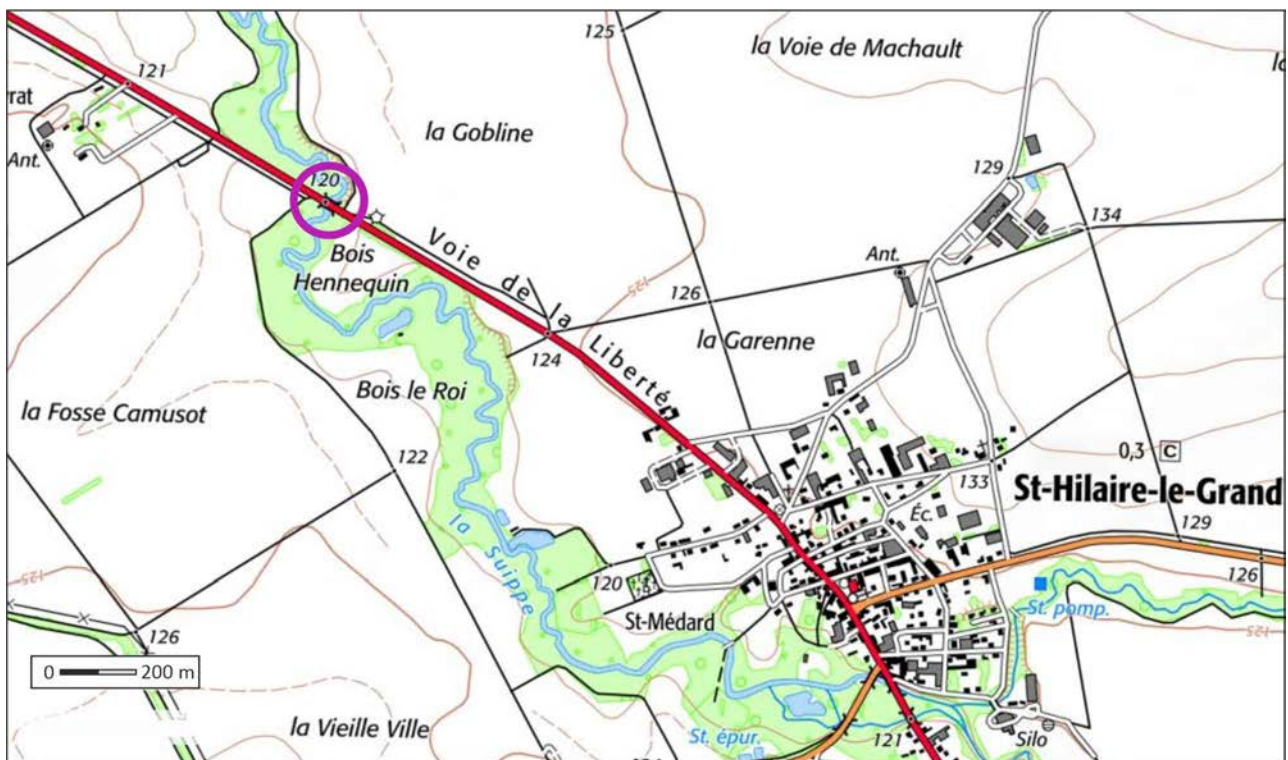 121
rat
Ant.
125
la Voie de Machault
la Gobline
120
129
134
Bois
Hennequin
Voie de la Liberté
125
126
Ant.
la Garenne
124
Bois le Roi
la Fosse Camusot
122
0,3 C
133
St-Hilaire-le-Grand
Éc.
129
la Suippe
125
120
126
St-Médard
St. pomp.
125
126
0 200 m
la Vieille Ville
St. épur.
121
Silo